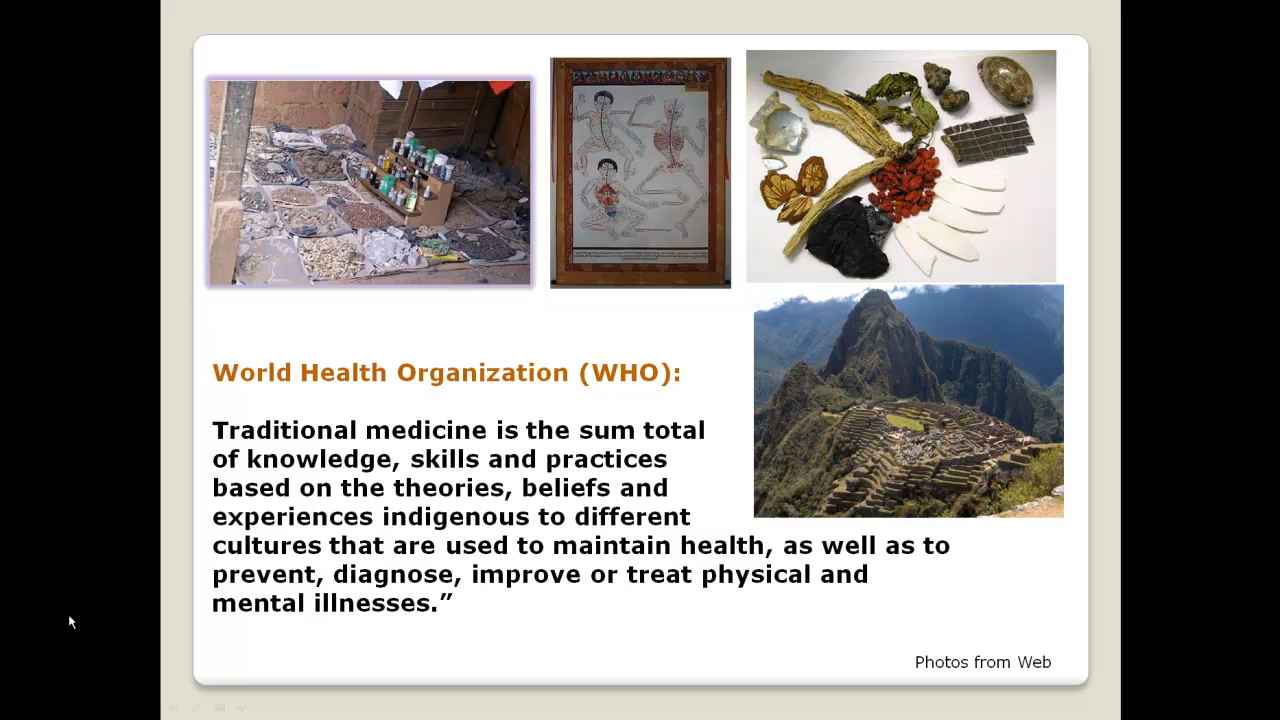 World Health Organization (WHO):
Traditional medicine is the sum total
of knowledge, skills and practices
based on the theories, beliefs and
experiences indigenous to different
cultures that are used to maintain health, as well as to
prevent, diagnose, improve or treat physical and
mental illnesses.”
Photos from Web